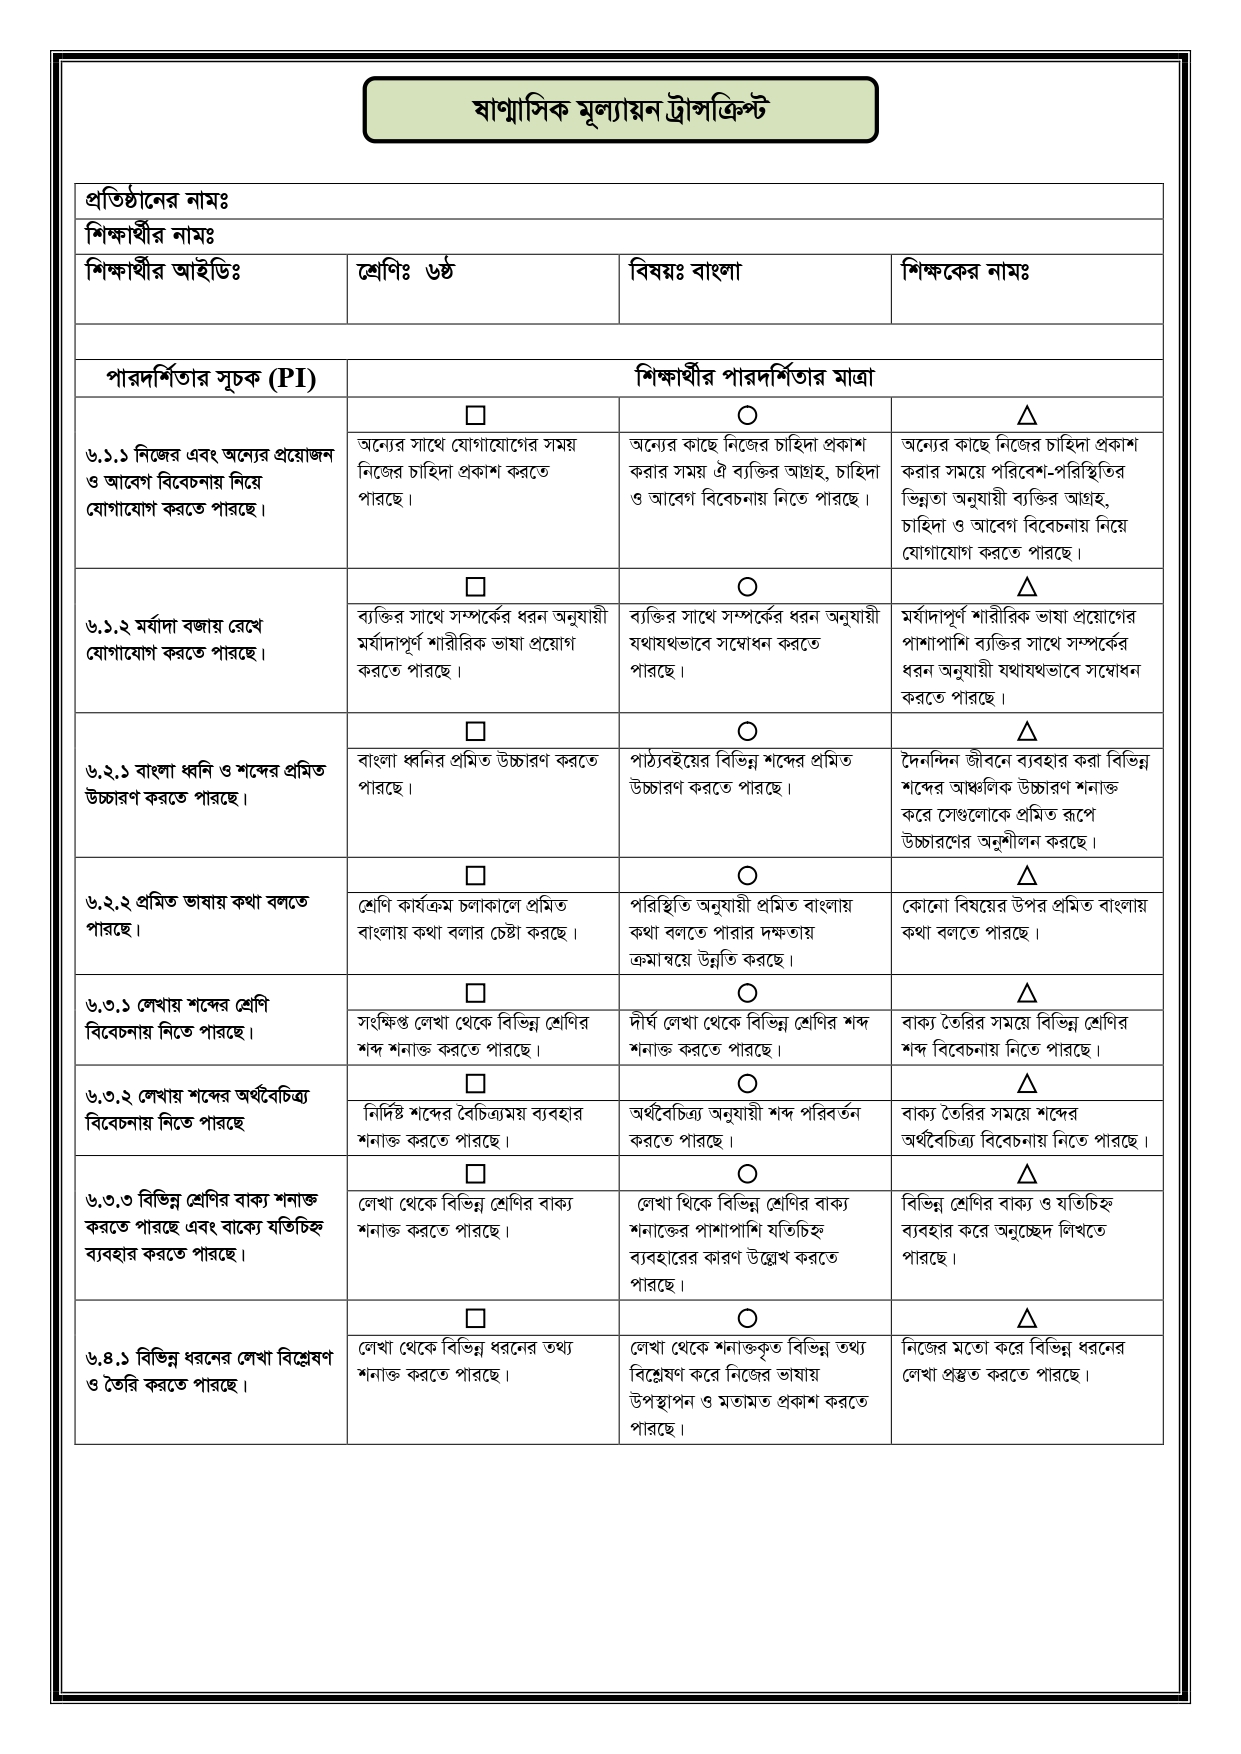 ষাণ্মাসিক মূল্যায়ন ট্রান্সক্রিপ্ট
প্রতিষ্ঠানের নামঃ
শিক্ষার্থীর নামঃ
শিক্ষার্থীর আইডিঃ
শ্রেণিঃ ৬ষ্ঠ
বিষয়ঃ বাংলা
শিক্ষকের নামঃ
পারদর্শিতার সূচক (PI)
শিক্ষার্থীর পারদর্শিতার মাত্রা
৬.১.১ নিজের এবং অন্যের প্রয়োজন
ও আবেগ বিবেচনায় নিয়ে
যোগাযোগ করতে পারছে।
অন্যের সাথে যোগাযোগের সময়
নিজের চাহিদা প্রকাশ করতে
পারছে।
অন্যের কাছে নিজের চাহিদা প্রকাশ
করার সময় ঐ ব্যক্তির আগ্রহ, চাহিদা
ও আবেগ বিবেচনায় নিতে পারছে।
অন্যের কাছে নিজের চাহিদা প্রকাশ
করার সময়ে পরিবেশ-পরিস্থিতির
ভিন্নতা অনুযায়ী ব্যক্তির আগ্রহ,
চাহিদা ও আবেগ বিবেচনায় নিয়ে
যোগাযোগ করতে পারছে।
৬.১.২ মর্যাদা বজায় রেখে
যোগাযোগ করতে পারছে।
ব্যক্তির সাথে সম্পর্কের ধরন অনুযায়ী
মর্যাদাপূর্ণ শারীরিক ভাষা প্রয়োগ
করতে পারছে।
ব্যক্তির সাথে সম্পর্কের ধরন অনুযায়ী
যথাযথভাবে সম্বোধন করতে
পারছে।
মর্যাদাপূর্ণ শারীরিক ভাষা প্রয়োগের
পাশাপাশি ব্যক্তির সাথে সম্পর্কের
ধরন অনুযায়ী যথাযথভাবে সম্বোধন
করতে পারছে।
৬.২.১ বাংলা ধ্বনি ও শব্দের প্রমিত
উচ্চারণ করতে পারছে।
বাংলা ধ্বনির প্রমিত উচ্চারণ করতে
পারছে।
পাঠ্যবইয়ের বিভিন্ন শব্দের প্রমিত
উচ্চারণ করতে পারছে।
দৈনন্দিন জীবনে ব্যবহার করা বিভিন্ন
শব্দের আঞ্চলিক উচ্চারণ শনাক্ত
করে সেগুলোকে প্রমিত রূপে
উচ্চারণের অনুশীলন করছে।
৬.২.২ প্রমিত ভাষায় কথা বলতে
পারছে।
শ্রেণি কার্যক্রম চলাকালে প্রমিত
বাংলায় কথা বলার চেষ্টা করছে।
পরিস্থিতি অনুযায়ী প্রমিত বাংলায়
কথা বলতে পারার দক্ষতায়
ক্রমান্বয়ে উন্নতি করছে।
কোনো বিষয়ের উপর প্রমিত বাংলায়
কথা বলতে পারছে।
৬.৩.১ লেখায় শব্দের শ্রেণি
বিবেচনায় নিতে পারছে।
সংক্ষিপ্ত লেখা থেকে বিভিন্ন শ্রেণির
শব্দ শনাক্ত করতে পারছে।
দীর্ঘ লেখা থেকে বিভিন্ন শ্রেণির শব্দ
শনাক্ত করতে পারছে।
বাক্য তৈরির সময়ে বিভিন্ন শ্রেণির
শব্দ বিবেচনায় নিতে পারছে।
৬.৩.২ লেখায় শব্দের অর্থবৈচিত্র্য
বিবেচনায় নিতে পারছে
নির্দিষ্ট শব্দের বৈচিত্র্যময় ব্যবহার
শনাক্ত করতে পারছে।
অর্থবৈচিত্র্য অনুযায়ী শব্দ পরিবর্তন
করতে পারছে।
বাক্য তৈরির সময়ে শব্দের
অর্থবৈচিত্র্য বিবেচনায় নিতে পারছে।
৬.৩.৩ বিভিন্ন শ্রেণির বাক্য শনাক্ত
করতে পারছে এবং বাক্যে যতিচিহ্ন
ব্যবহার করতে পারছে।
লেখা থেকে বিভিন্ন শ্রেণির বাক্য
শনাক্ত করতে পারছে।
লেখা থিকে বিভিন্ন শ্রেণির বাক্য
শনাক্তের পাশাপাশি যতিচিহ্ন
ব্যবহারের কারণ উল্লেখ করতে
পারছে।
বিভিন্ন শ্রেণির বাক্য ও যতিচিহ্ন
ব্যবহার করে অনুচ্ছেদ লিখতে
পারছে।
৬.৪.১ বিভিন্ন ধরনের লেখা বিশ্লেষণ
ও তৈরি করতে পারছে।
লেখা থেকে বিভিন্ন ধরনের তথ্য
শনাক্ত করতে পারছে।
লেখা থেকে শনাক্তকৃত বিভিন্ন তথ্য
বিশ্লেষণ করে নিজের ভাষায়
উপস্থাপন ও মতামত প্রকাশ করতে
পারছে।
নিজের মতো করে বিভিন্ন ধরনের
লেখা প্রস্তুত করতে পারছে।